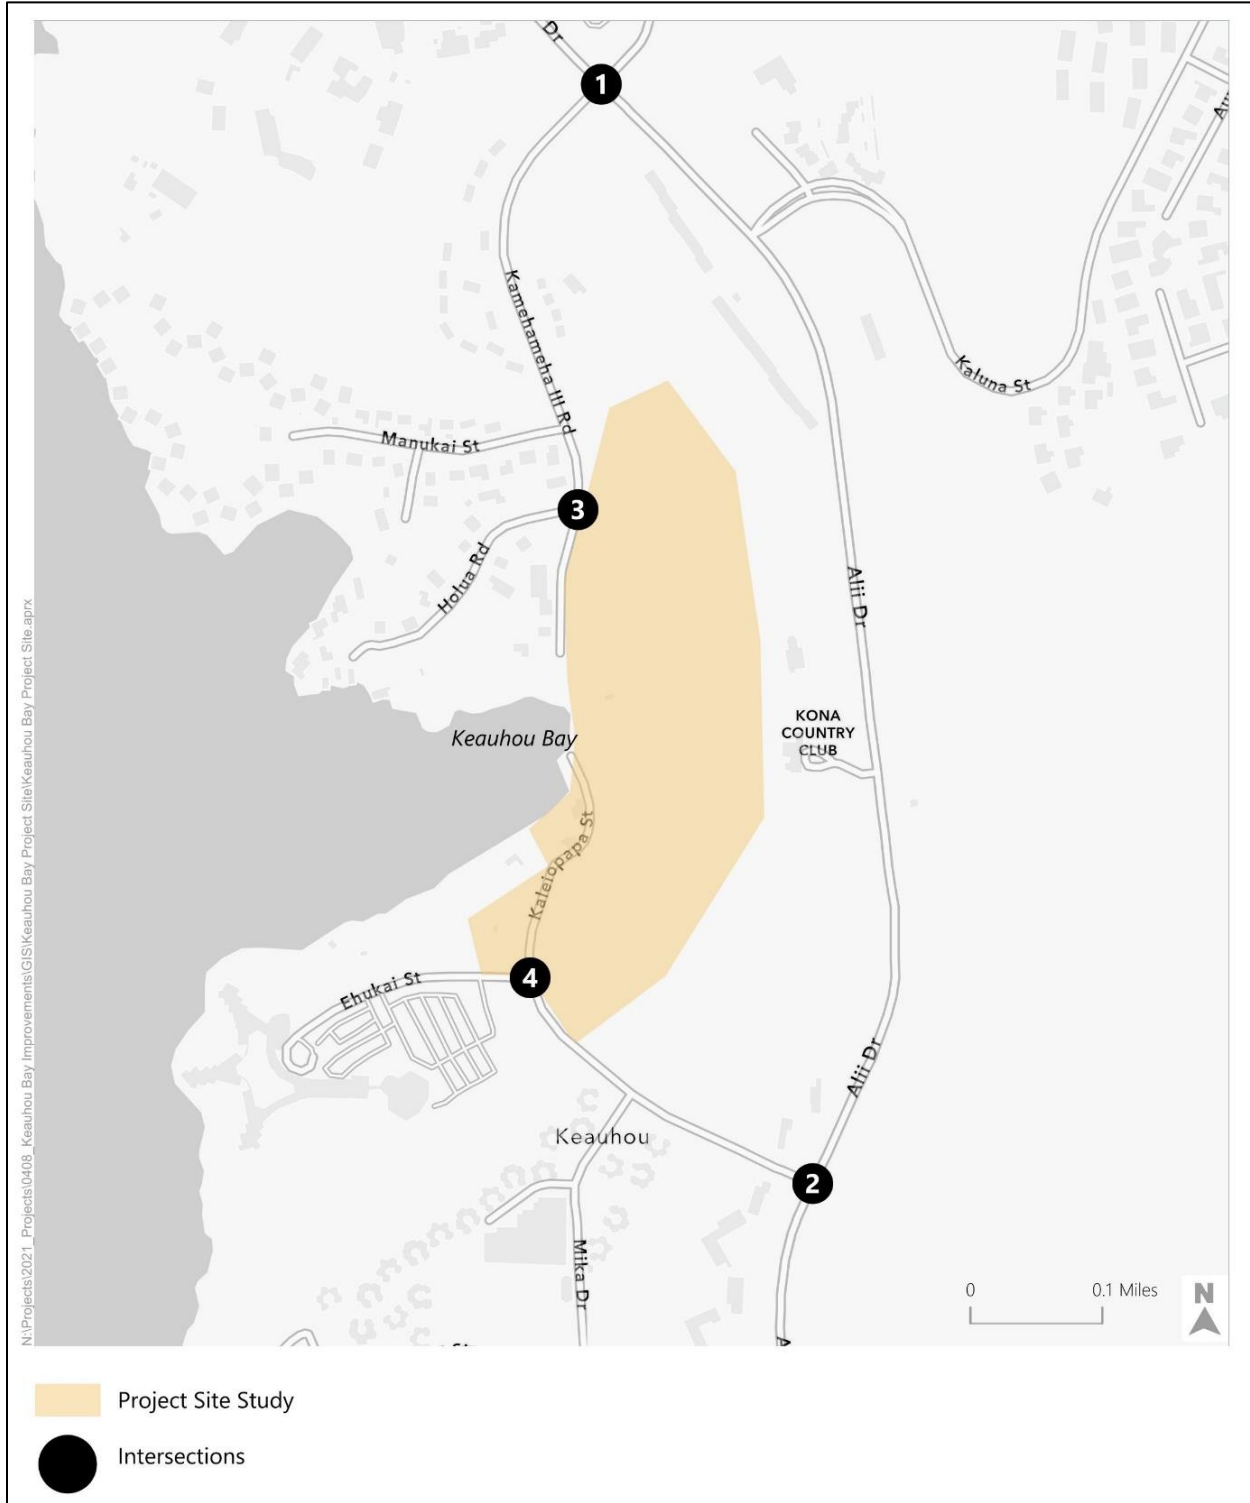 Dr
1
Kamehameha III Rd
Kaluna St
Manukai St
3
Holua Rd
Alii Dr
KONA
COUNTRY
CLUB
Keauhou Bay
Kaleiopapa St
4
Ehukai St
Alii Dr
Keauhou
2
Mika Dr
0 0.1 Miles
N
N:\Projects\2021_Projects\0408_Keauhou Bay Improvements\GIS\Keauhou Bay Project Site\Keauhou Bay Project Site.aprx
Project Site Study
Intersections